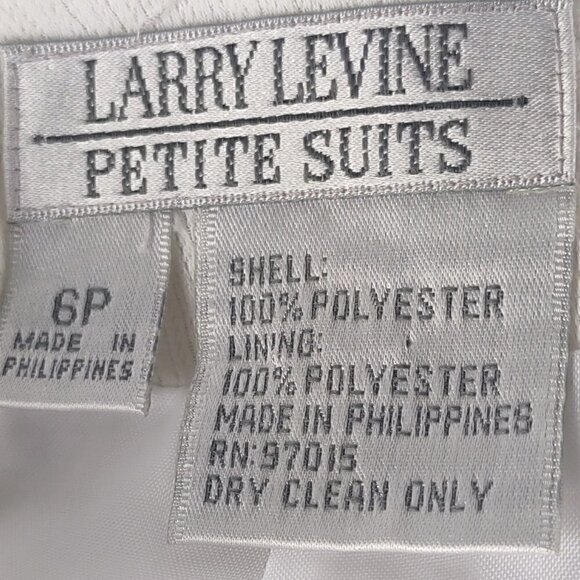 LARRY LEVINE
PETITE SUITS
6P
MADE IN
PHILIPPINES
SHELL:
100% POLYESTER
LINING:
100% POLYESTER
MADE IN PHILIPPINES
RN:97015
DRY CLEAN ONLY